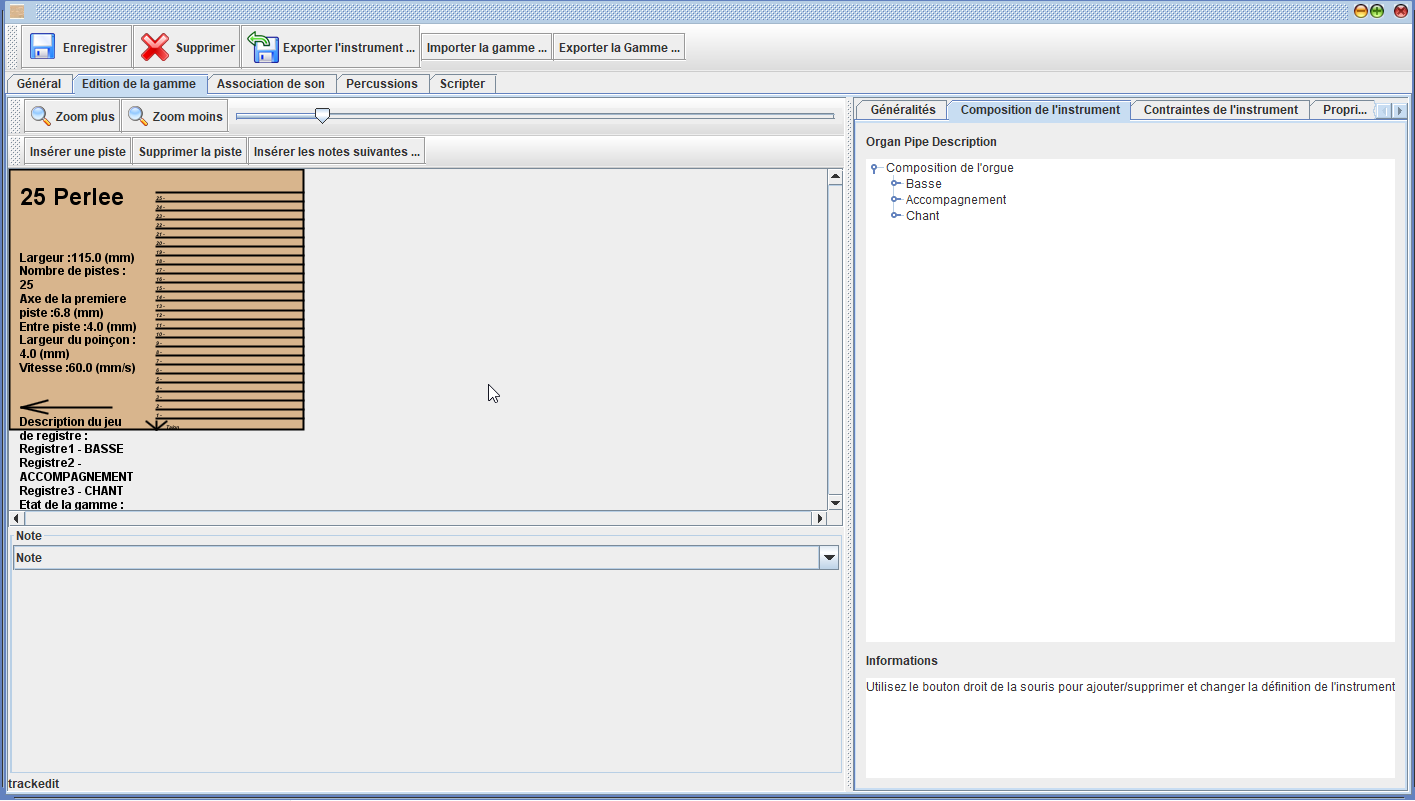 Enregistrer Supprimer Exporter l'instrument ... Importer la gamme ... Exporter la Gamme ...
Général Edition de la gamme Association de son Percussions Scripter
Zoom plus Zoom moins
Insérer une piste Supprimer la piste Insérer les notes suivantes ...
25 Perlee
Largeur :115.0 (mm)
Nombre de pistes :
25
Axe de la premiere
piste :6.8 (mm)
Entre piste :4.0 (mm)
Largeur du poinçon :
4.0 (mm)
Vitesse :60.0 (mm/s)
Description du jeu
de registre :
Registre1 - BASSE
Registre2 -
ACCOMPAGNEMENT
Registre3 - CHANT
Etat de la gamme :
Note
Note
trackedit
Généralités Composition de l'instrument Contraintes de l'instrument Propri...
Organ Pipe Description
Composition de l'orgue
Basse
Accompagnement
Chant
Informations
Utilisez le bouton droit de la souris pour ajouter/supprimer et changer la définition de l'instrument